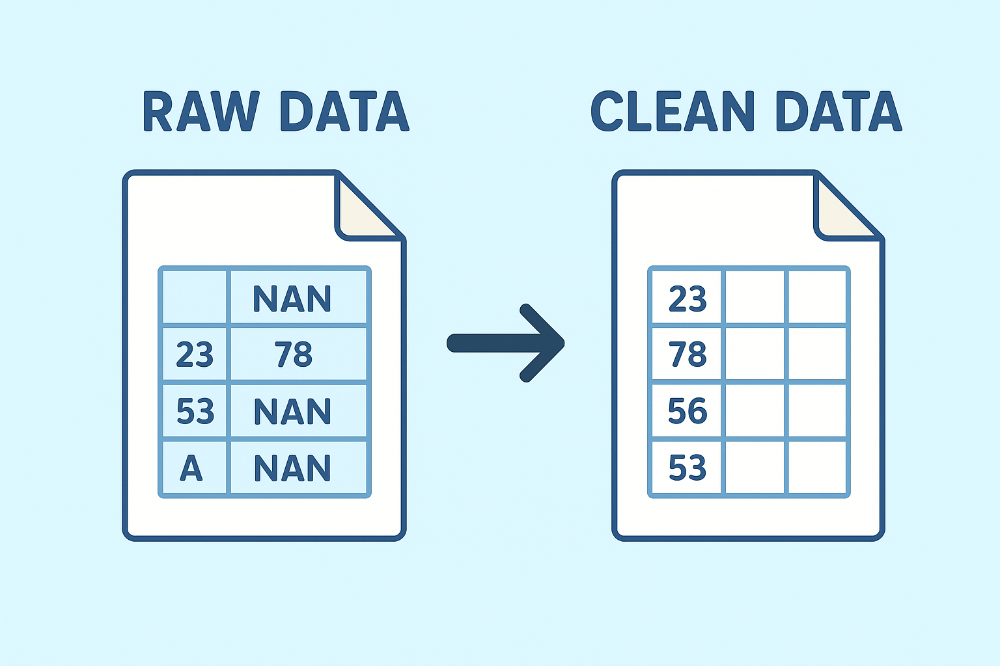 RAW DATA
NAN
23 78
53 NAN
A NAN
CLEAN DATA
23
78
56
53